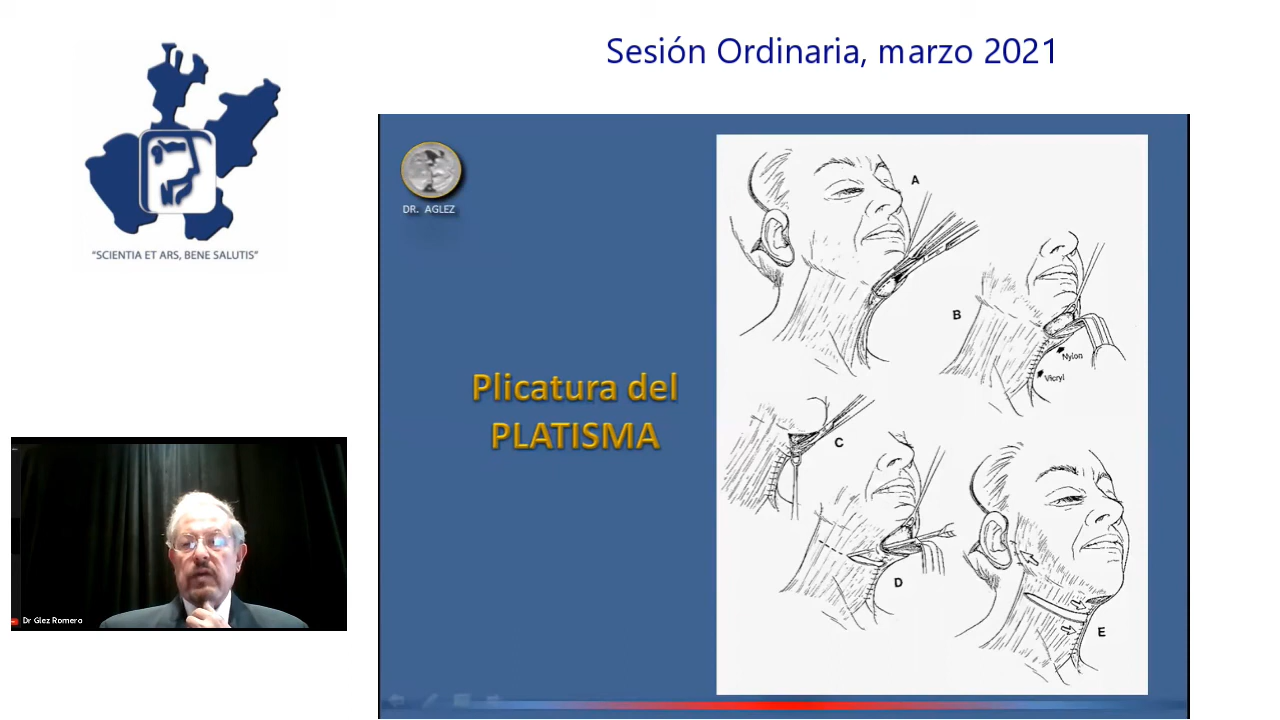 Sesión Ordinaria, marzo 2021
“SCIENTIA ET ARS, BENE SALUTIS”
DR. AGLEZ
Plicatura del
PLATISMA
A
B
Nylon
Vicryl
C
D
E
Dr Glez Romero